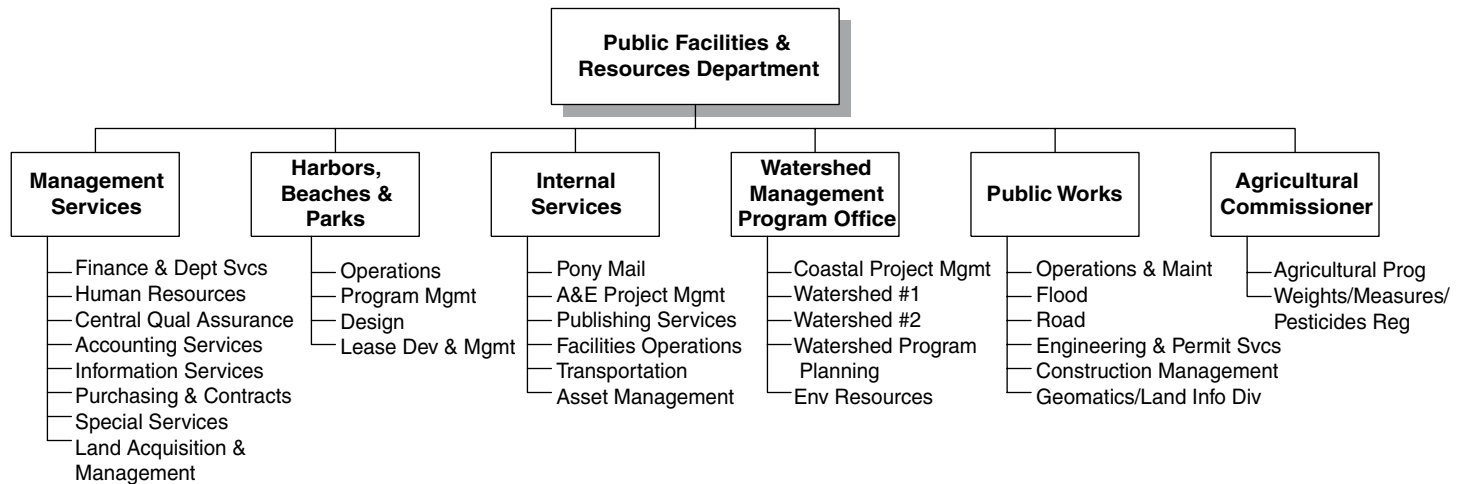 Public Facilities &
Resources Department
Management
Services
Finance & Dept Svcs
Human Resources
Central Qual Assurance
Accounting Services
Information Services
Purchasing & Contracts
Special Services
Land Acquisition &
Management
Harbors,
Beaches &
Parks
Operations
Program Mgmt
Design
Lease Dev & Mgmt
Internal
Services
Pony Mail
A&E Project Mgmt
Publishing Services
Facilities Operations
Transportation
Asset Management
Watershed
Management
Program Office
Coastal Project Mgmt
Watershed #1
Watershed #2
Watershed Program
Planning
Env Resources
Public Works
Operations & Maint
Flood
Road
Engineering & Permit Svcs
Construction Management
Geomatics/Land Info Div
Agricultural
Commissioner
Agricultural Prog
Weights/Measures/
Pesticides Reg